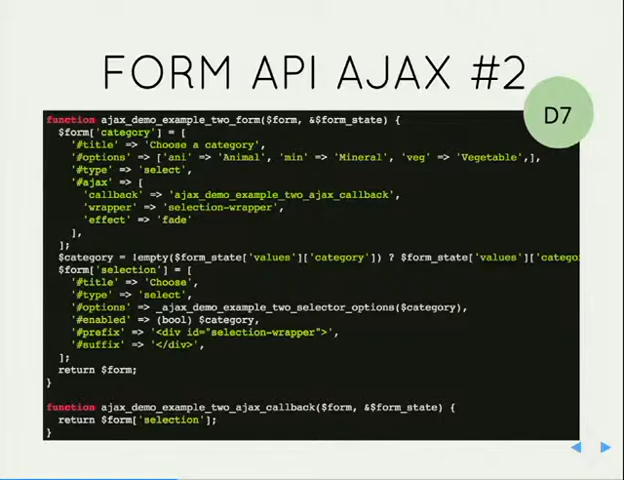 FORM API AJAX #2
D7
function ajax_demo_example_two_form($form, &$form_state) {
  $form['category'] = [
    '#title' => 'Choose a category',
    '#options' => ['ani' => 'Animal', 'min' => 'Mineral', 'veg' => 'Vegetable',],
    '#type' => 'select',
    '#ajax' => [
      'callback' => 'ajax_demo_example_two_ajax_callback',
      'wrapper' => 'selection-wrapper',
      'effect' => 'fade'
    ],
  ];
  $category = !empty($form_state['values']['category']) ? $form_state['values']['catego
  $form['selection'] = [
    '#title' => 'Choose',
    '#type' => 'select',
    '#options' => _ajax_demo_example_two_selector_options($category),
    '#enabled' => (bool) $category,
    '#prefix' => '<div id="selection-wrapper">',
    '#suffix' => '</div>',
  ];
  return $form;
}
function ajax_demo_example_two_ajax_callback($form, &$form_state) {
  return $form['selection'];
}